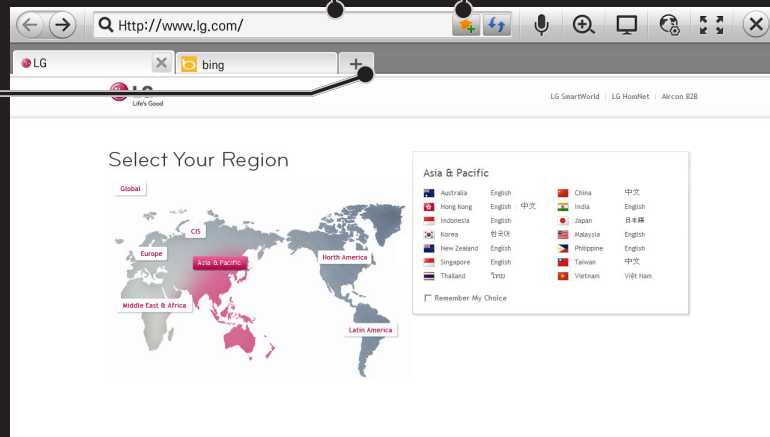 Http://www.lg.com/
LG
bing
LG
Life's Good
LG SmartWorld | LG HomNet | Aircon B2B
Select Your Region
Global
CIS
Europe
Asia & Pacific
North America
Middle East & Africa
Latin America
Asia & Pacific
Australia English China 中文
Hong Kong English 中文 India English
Indonesia English Japan 日本語
Korea 한국어 Malaysia English
New Zealand English Philippine English
Singapore English Taiwan 中文
Thailand ไทย Vietnam Việt Nam
Remember My Choice